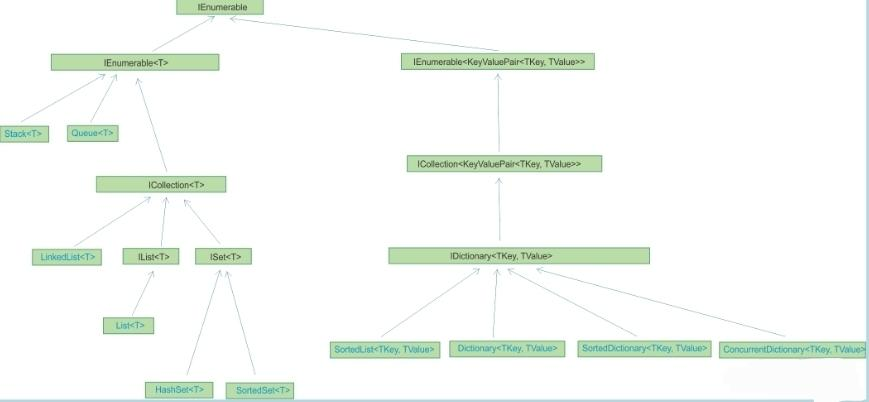 IEnumerable
IEnumerable<T>
IEnumerable<KeyValuePair<TKey, TValue>>
Stack<T>
Queue<T>
ICollection<KeyValuePair<TKey, TValue>>
ICollection<T>
LinkedList<T>
IList<T>
ISet<T>
IDictionary<TKey, TValue>
List<T>
SortedList<TKey, TValue>
Dictionary<TKey, TValue>
SortedDictionary<TKey, TValue>
ConcurrentDictionary<TKey, TValue>
HashSet<T>
SortedSet<T>